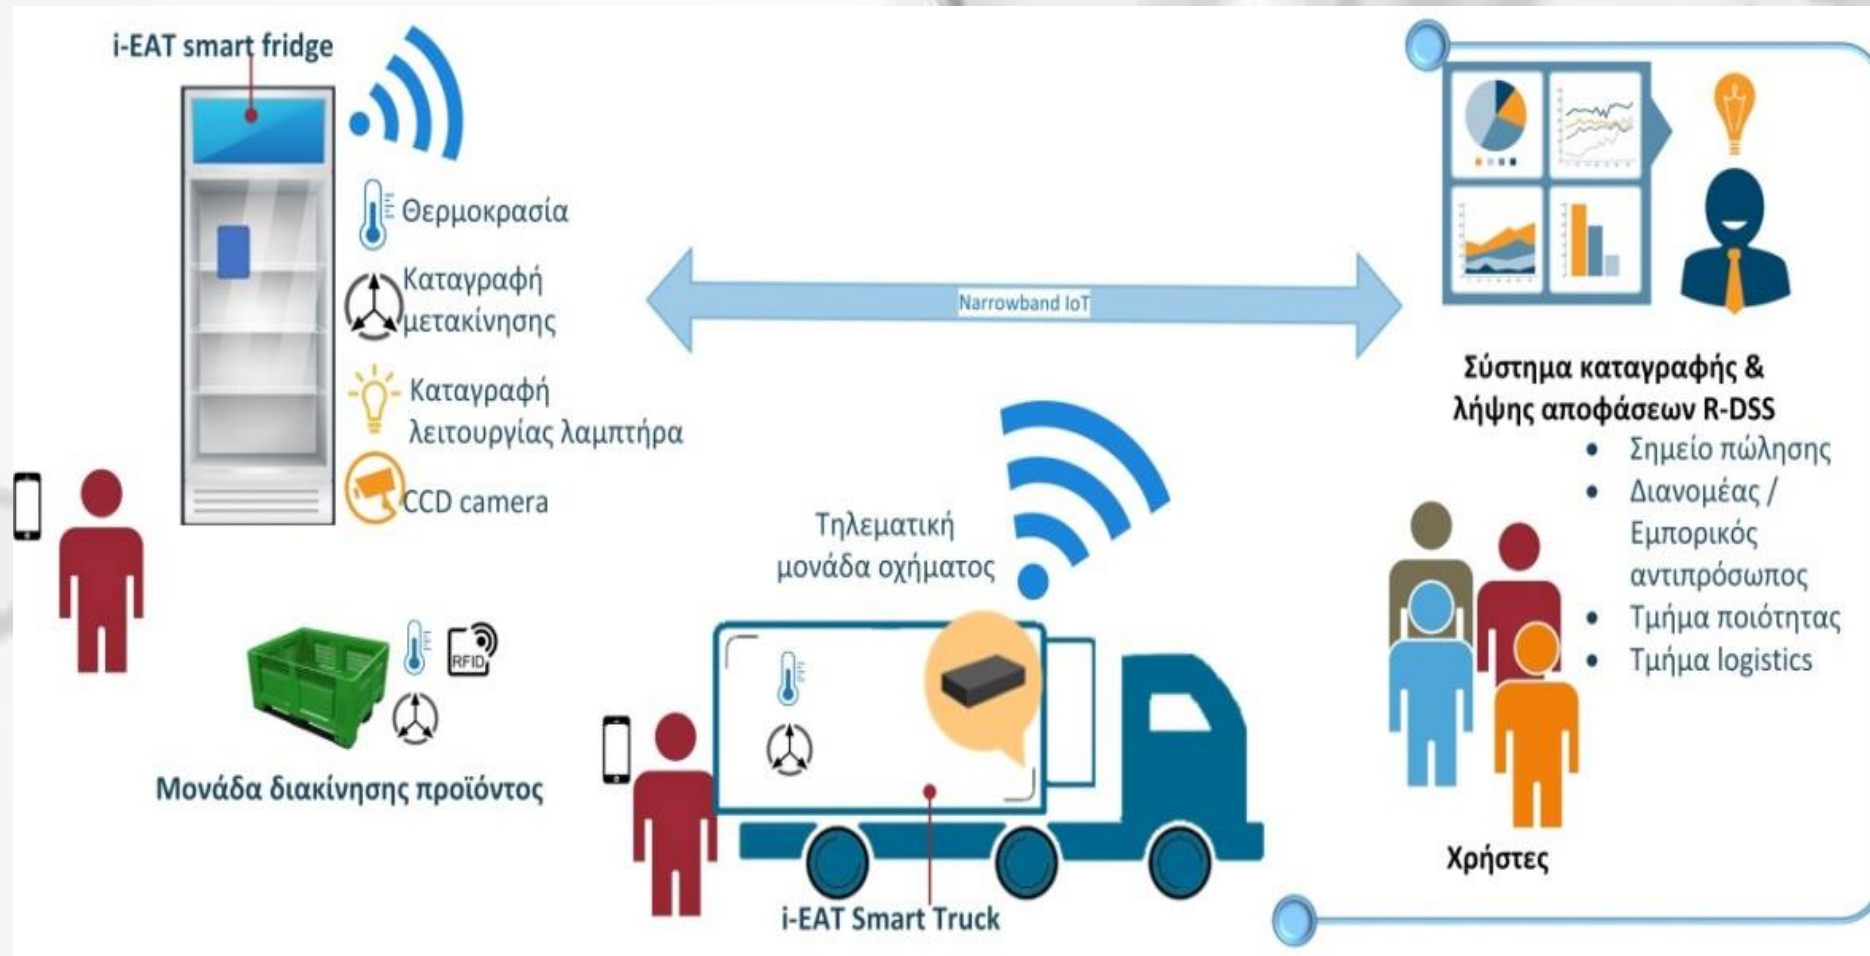 i-EAT smart fridge
Θερμοκρασία
Καταγραφή
μετακίνησης
Καταγραφή
λειτουργίας λαμπτήρα
CCD camera
Narrowband IoT
Σύστημα καταγραφής &
λήψης αποφάσεων R-DSS
• Σημείο πώλησης
• Διανομέας /
Εμπορικός
αντιπρόσωπος
• Τμήμα ποιότητας
• Τμήμα logistics
Χρήστες
Τηλεματική
μονάδα οχήματος
RFID
Μονάδα διακίνησης προϊόντος
i-EAT Smart Truck